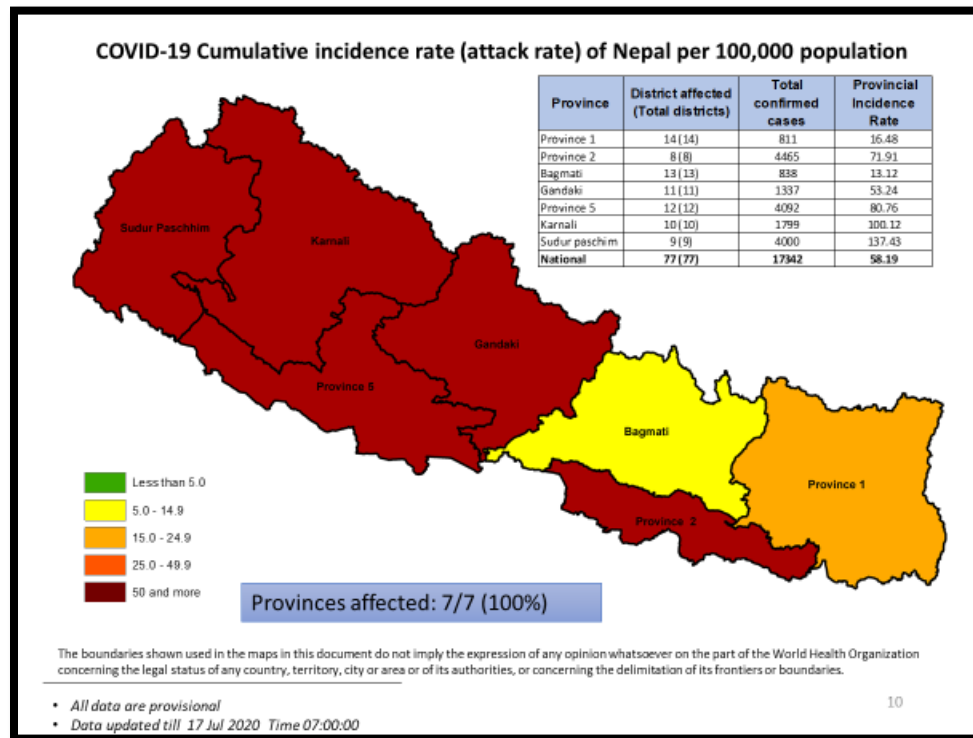 COVID-19 Cumulative incidence rate (attack rate) of Nepal per 100,000 population
Province District affected (Total districts) Total confirmed cases Provincial Incidence Rate
Province 1 14 (14) 811 16.48
Province 2 8 (8) 4465 71.91
Bagmati 13 (13) 838 13.12
Gandaki 11 (11) 1337 53.24
Province 5 12 (12) 4092 80.76
Karnali 10 (10) 1799 100.12
Sudur paschim 9 (9) 4000 137.43
National 77 (77) 17342 58.19
Sudur Paschhim
Karnali
Gandaki
Province 5
Bagmati
Province 1
Province 2
Less than 5.0
5.0 - 14.9
15.0 - 24.9
25.0 - 49.9
50 and more
Provinces affected: 7/7 (100%)
The boundaries shown used in the maps in this document do not imply the expression of any opinion whatsoever on the part of the World Health Organization
concerning the legal status of any country, territory, city or area or of its authorities, or concerning the delimitation of its frontiers or boundaries.
• All data are provisional
• Data updated till 17 Jul 2020 Time 07:00:00
10